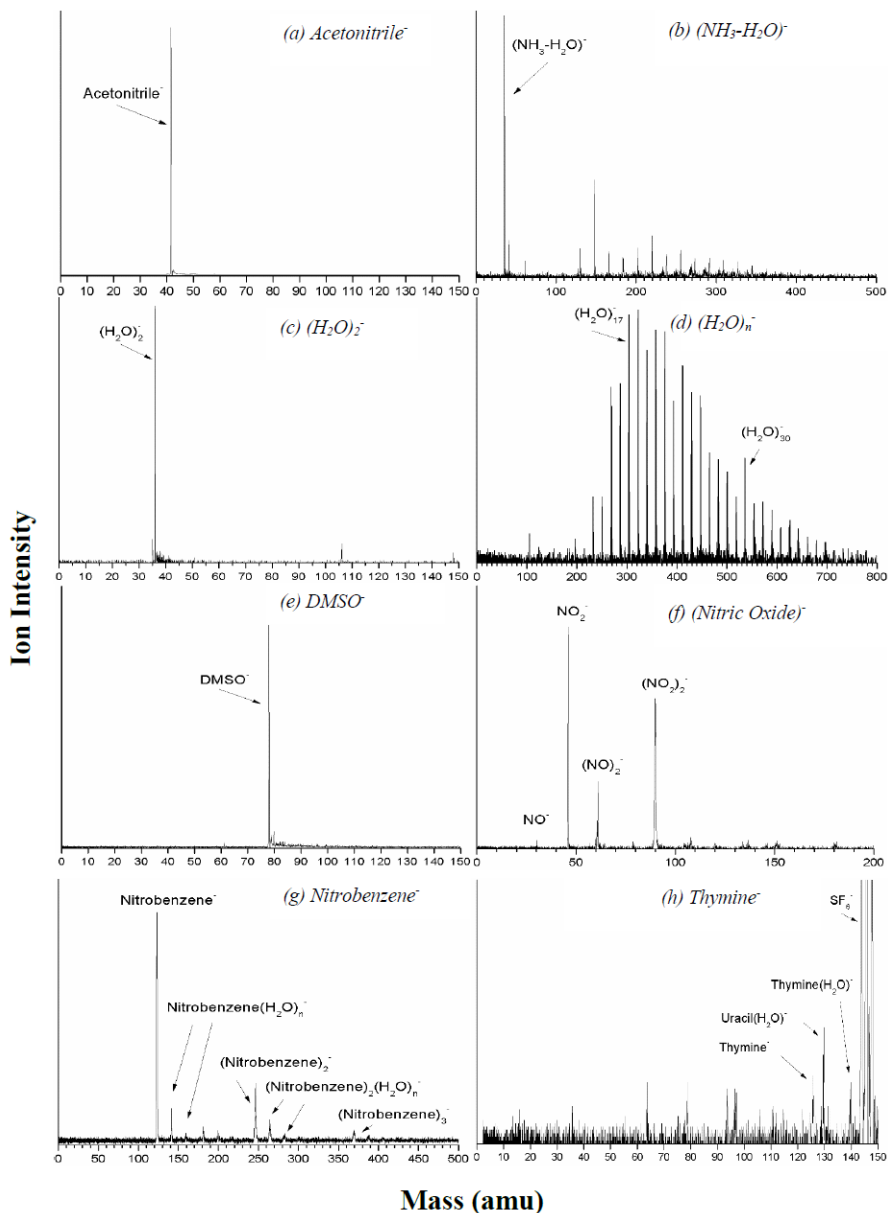 (a) Acetonitrile⁻
Acetonitrile⁻
0 10 20 30 40 50 60 70 80 90 100 110 120 130 140 150
(b) (NH₃-H₂O)⁻
(NH₃-H₂O)⁻
0 100 200 300 400 500
(c) (H₂O)₂⁻
(H₂O)₂⁻
0 10 20 30 40 50 60 70 80 90 100 110 120 130 140 150
(d) (H₂O)ₙ⁻
(H₂O)₁₇⁻
(H₂O)₃₀⁻
0 100 200 300 400 500 600 700 800
(e) DMSO⁻
DMSO⁻
0 10 20 30 40 50 60 70 80 90 100 110 120 130 140 150
(f) (Nitric Oxide)⁻
NO₂⁻
(NO₂)₂⁻
(NO)₂⁻
NO⁻
50 100 150 200
(g) Nitrobenzene⁻
Nitrobenzene⁻
Nitrobenzene(H₂O)ₙ⁻
(Nitrobenzene)₂⁻
(Nitrobenzene)₂(H₂O)ₙ⁻
(Nitrobenzene)₃⁻
0 50 100 150 200 250 300 350 400 450 500
(h) Thymine⁻
SF₆⁻
Thymine(H₂O)⁻
Uracil(H₂O)⁻
Thymine⁻
0 10 20 30 40 50 60 70 80 90 100 110 120 130 140 150
Ion Intensity
Mass (amu)